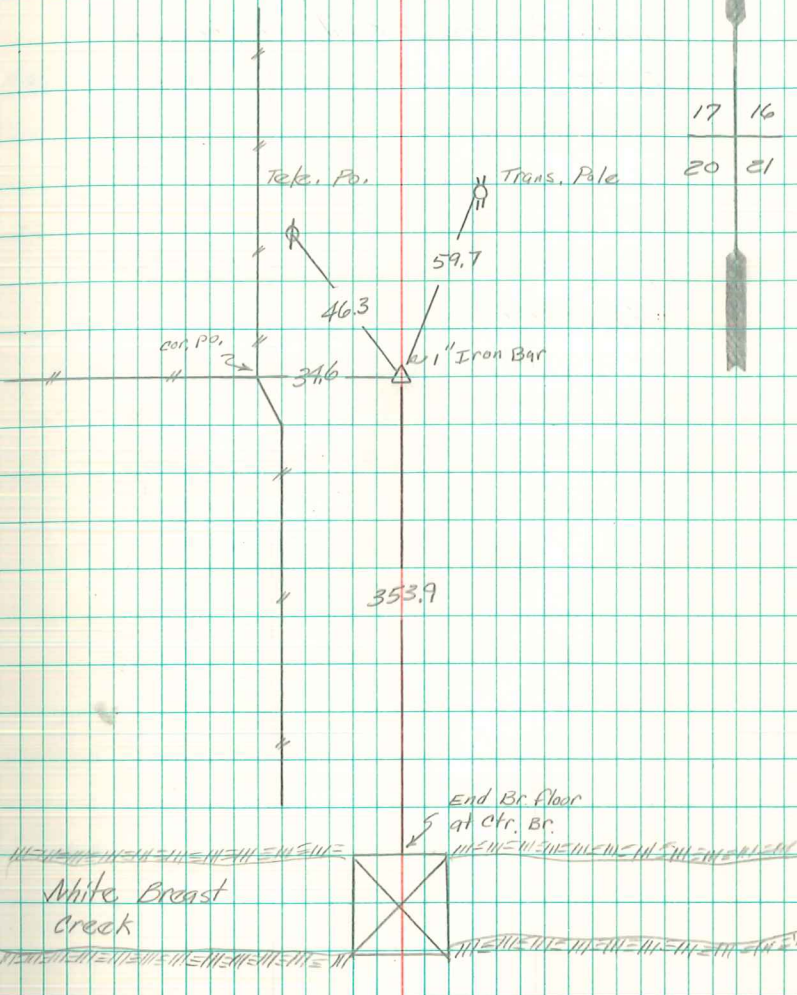 17 16
20 21
Tele. Po.
Trans. Pole
59.7
46.3
cor. po.
1" Iron Bar
34.6
353.9
End Br. floor
at Ctr. Br.
White Breast
Creek